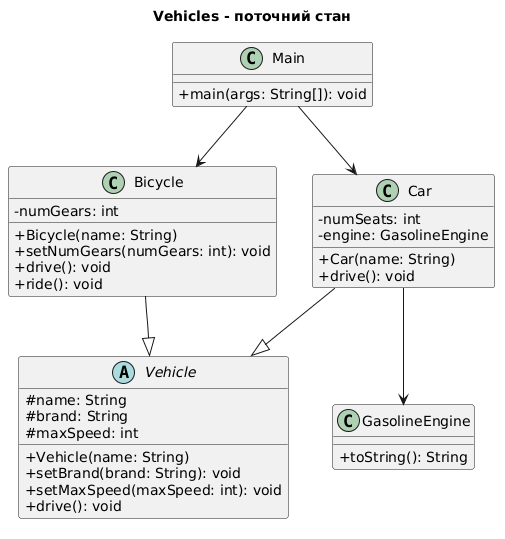 Vehicles - поточний стан
C Main
+main(args: String[]): void
C Bicycle
-numGears: int
+Bicycle(name: String)
+setNumGears(numGears: int): void
+drive(): void
+ride(): void
C Car
-numSeats: int
-engine: GasolineEngine
+Car(name: String)
+drive(): void
A Vehicle
#name: String
#brand: String
#maxSpeed: int
+Vehicle(name: String)
+setBrand(brand: String): void
+setMaxSpeed(maxSpeed: int): void
+drive(): void
C GasolineEngine
+toString(): String